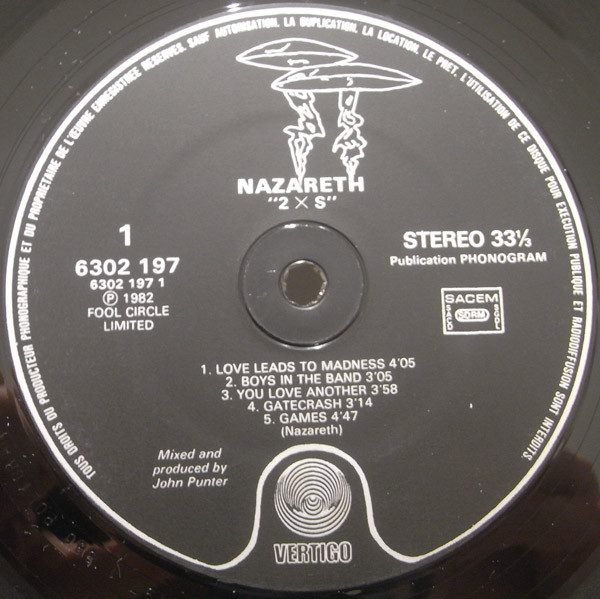 TOUS DROITS DU PRODUCTEUR PHONOGRAPHIQUE ET DU PROPRIETAIRE DE L'ŒUVRE ENREGISTREE RESERVES. SAUF AUTORISATION, LA DUPLICATION, LA LOCATION, LE PRET, L'UTILISATION DE CE DISQUE POUR EXECUTION PUBLIQUE ET RADIODIFFUSION SONT INTERDITS.
NAZARETH
"2 X S"
1
6302 197
6302 197 1
Ⓟ 1982
FOOL CIRCLE
LIMITED
STEREO 33⅓
Publication PHONOGRAM
SACEM
SACD
SDRM
SCGL
1. LOVE LEADS TO MADNESS 4'05
2. BOYS IN THE BAND 3'05
3. YOU LOVE ANOTHER 3'58
4. GATECRASH 3'14
5. GAMES 4'47
(Nazareth)
Mixed and
produced by
John Punter
VERTIGO